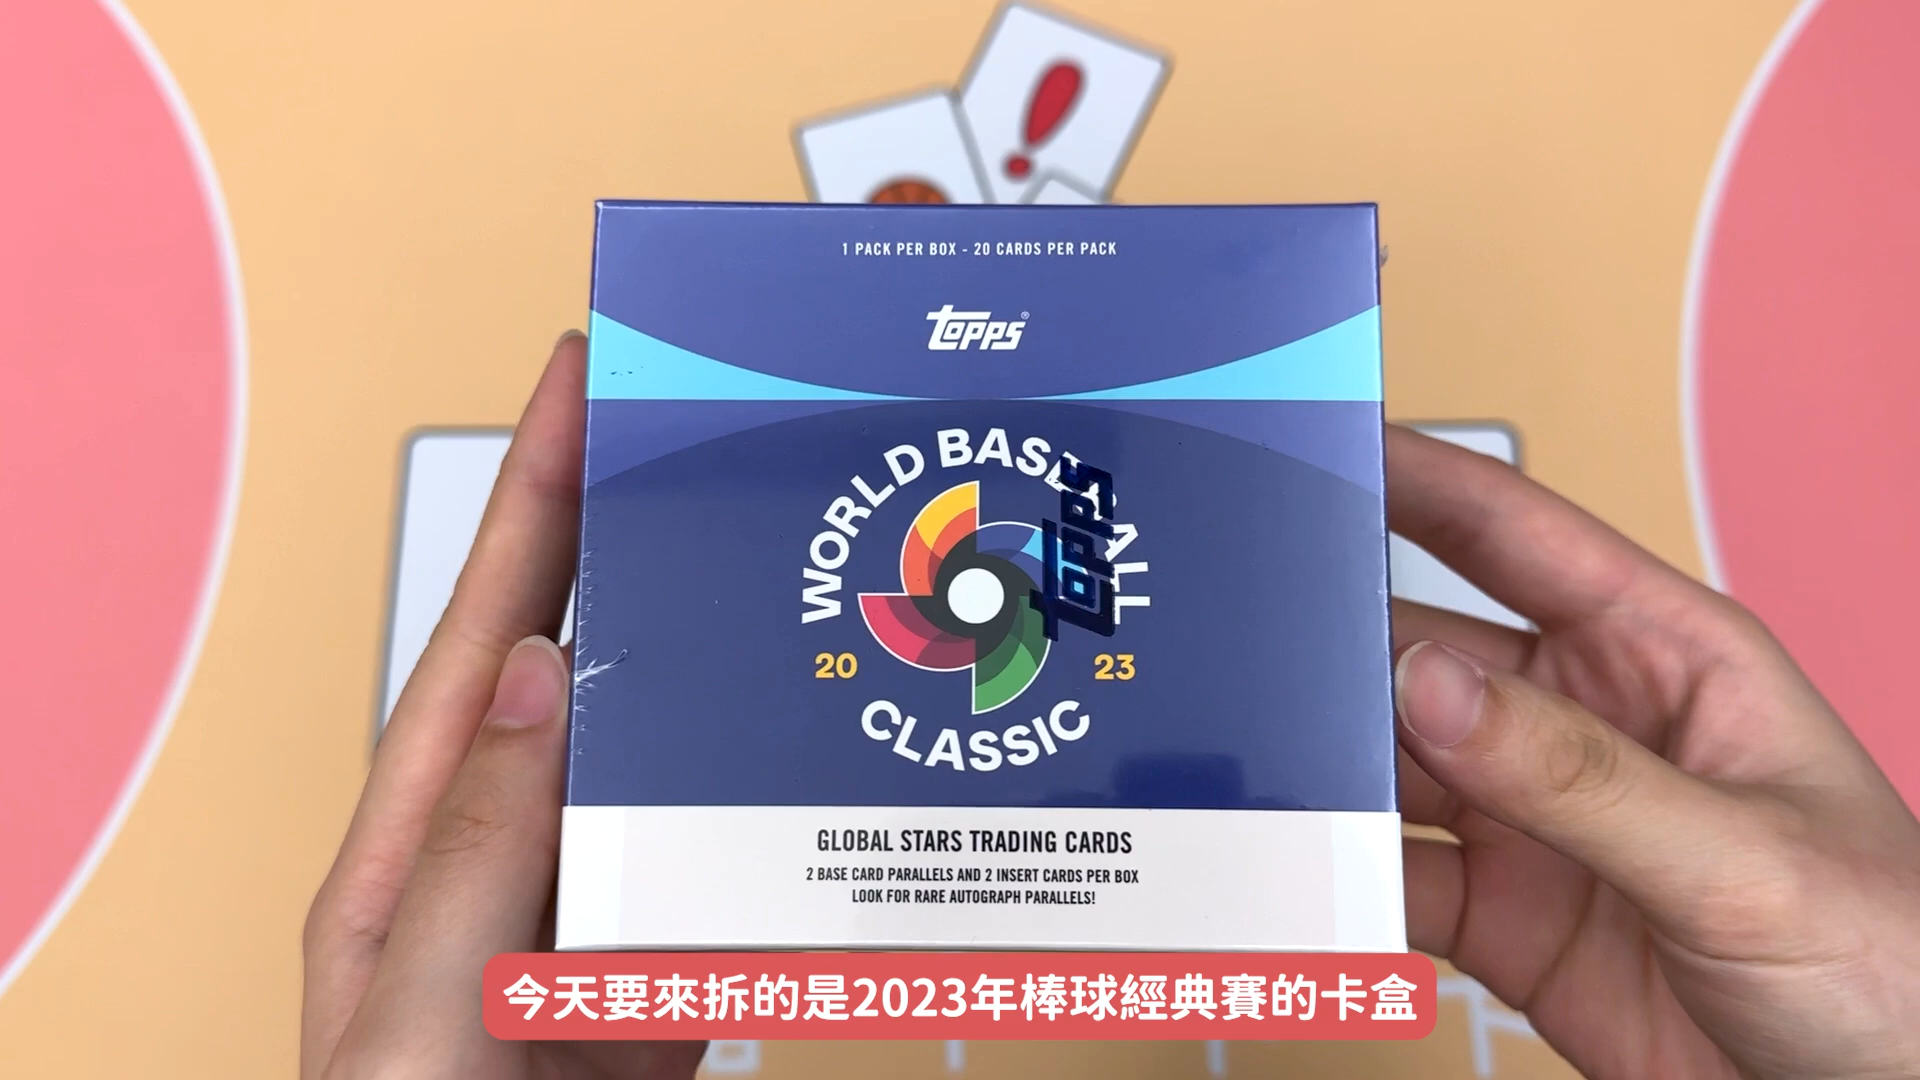 1 PACK PER BOX - 20 CARDS PER PACK
topps®
WORLD BASEBALL
topps
20 23
CLASSIC
GLOBAL STARS TRADING CARDS
2 BASE CARD PARALLELS AND 2 INSERT CARDS PER BOX
LOOK FOR RARE AUTOGRAPH PARALLELS!
今天要來拆的是2023年棒球經典賽的卡盒